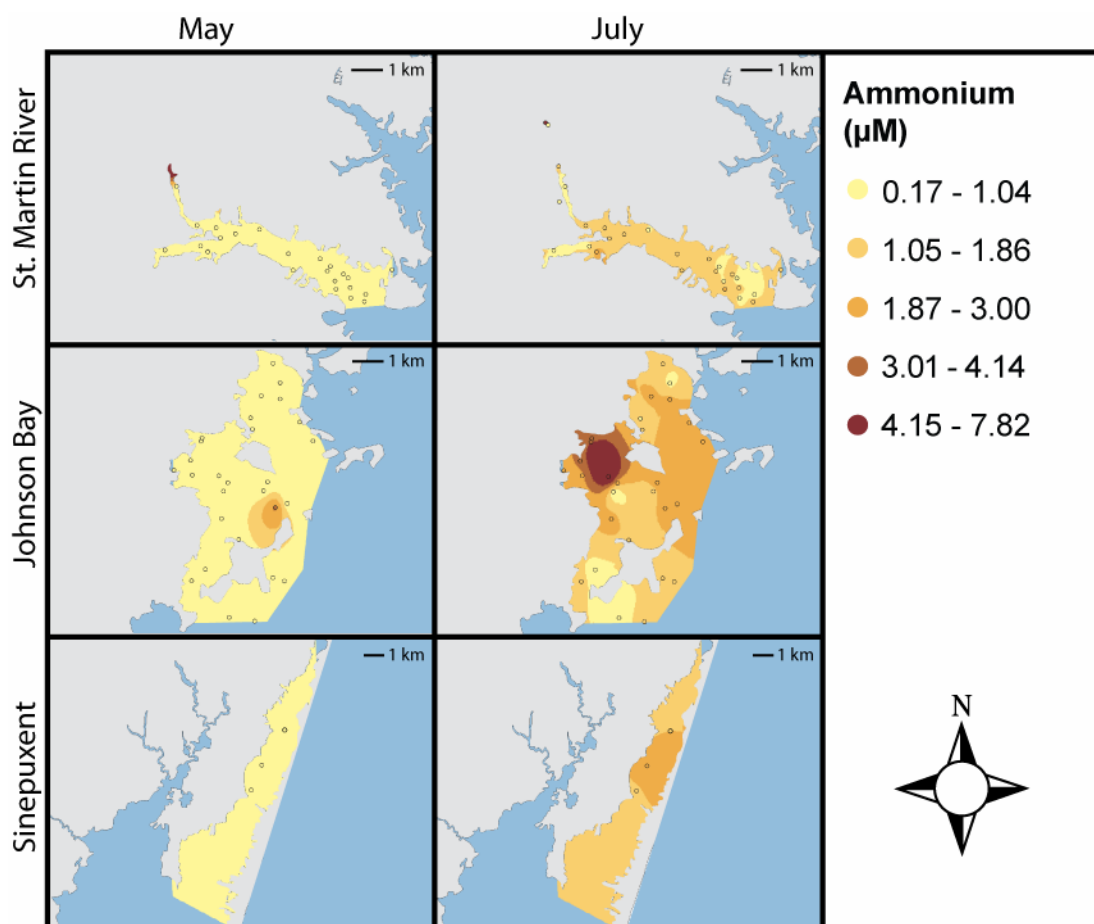 May
July
St. Martin River
1 km
1 km
Johnson Bay
1 km
1 km
Sinepuxent
1 km
1 km
Ammonium
(µM)
0.17 - 1.04
1.05 - 1.86
1.87 - 3.00
3.01 - 4.14
4.15 - 7.82
N